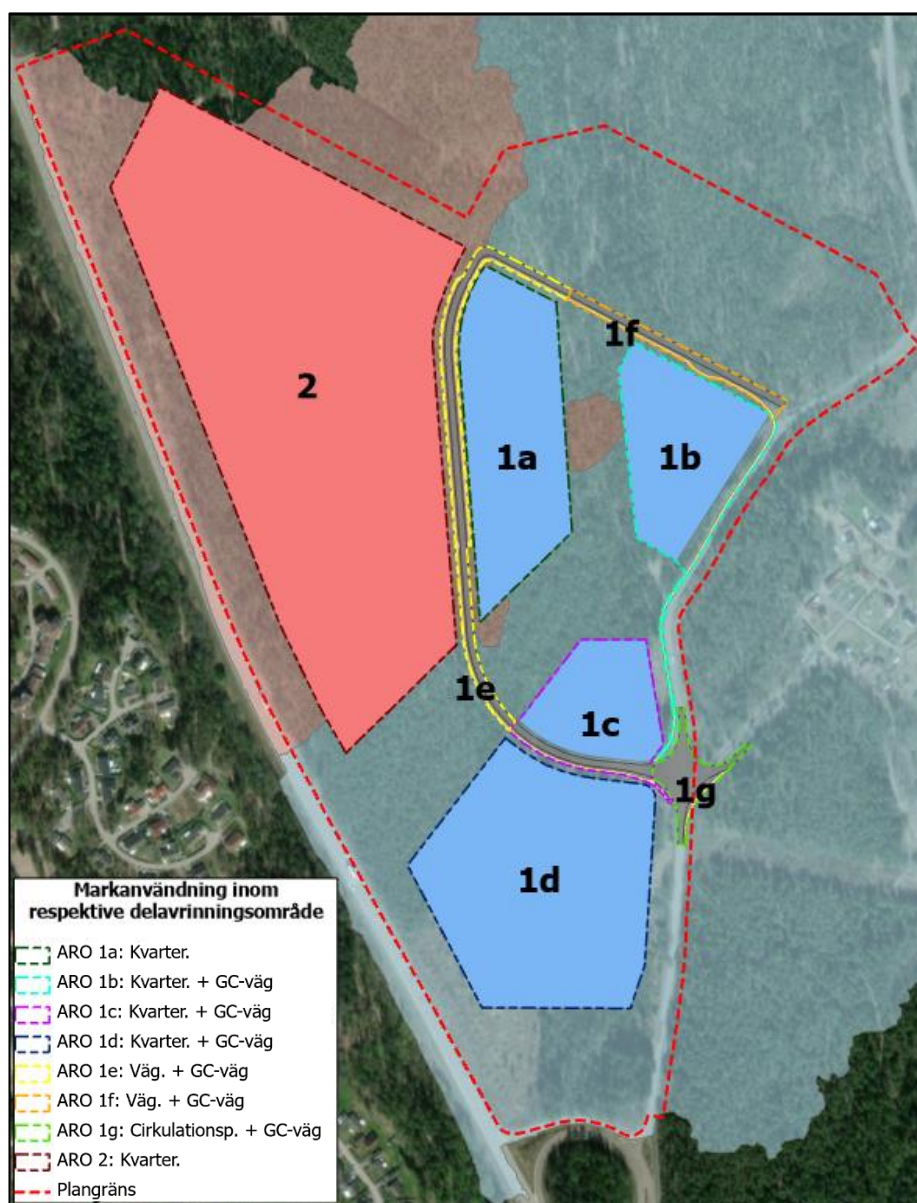 1f
2
1a
1b
1e
1c
1g
1d
Markanvändning inom
respektive delavrinningsområde
ARO 1a: Kvarter.
ARO 1b: Kvarter. + GC-väg
ARO 1c: Kvarter. + GC-väg
ARO 1d: Kvarter. + GC-väg
ARO 1e: Väg. + GC-väg
ARO 1f: Väg. + GC-väg
ARO 1g: Cirkulationsp. + GC-väg
ARO 2: Kvarter.
Plangräns